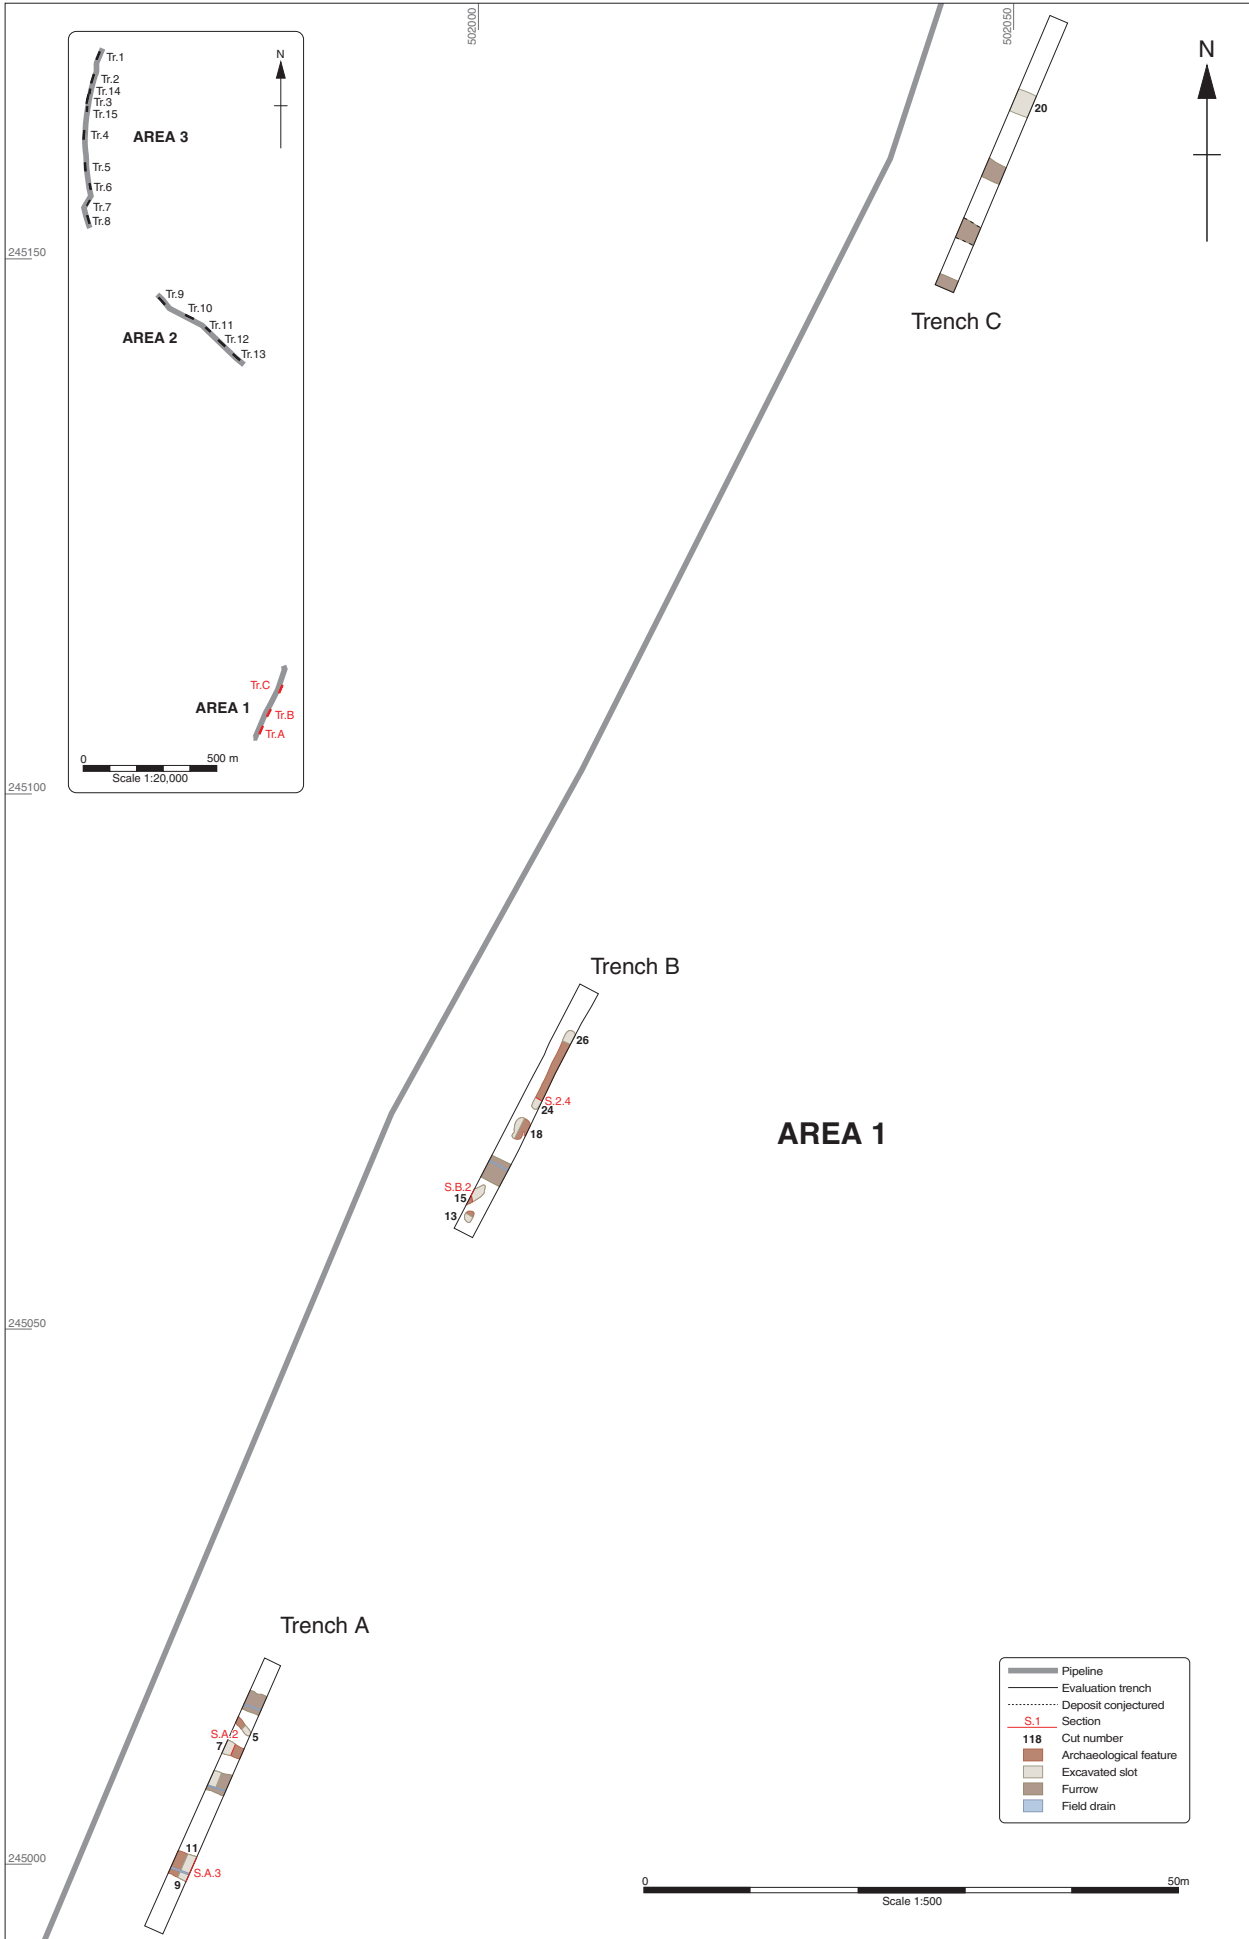 502000
502050
Tr.1
N
Tr.2
Tr.14
Tr.3
Tr.15
Tr.4
AREA 3
Tr.5
Tr.6
Tr.7
Tr.8
Tr.9
Tr.10
Tr.11
AREA 2
Tr.12
Tr.13
Tr.C
AREA 1
Tr.B
Tr.A
0
500 m
Scale 1:20,000
N
20
245150
Trench C
245100
Trench B
26
S.2.4
24
18
AREA 1
S.B.2
15
13
245050
Trench A
S.A.2
5
7
11
245000
S.A.3
9
Pipeline
Evaluation trench
Deposit conjectured
S.1 Section
118 Cut number
Archaeological feature
Excavated slot
Furrow
Field drain
0
50m
Scale 1:500